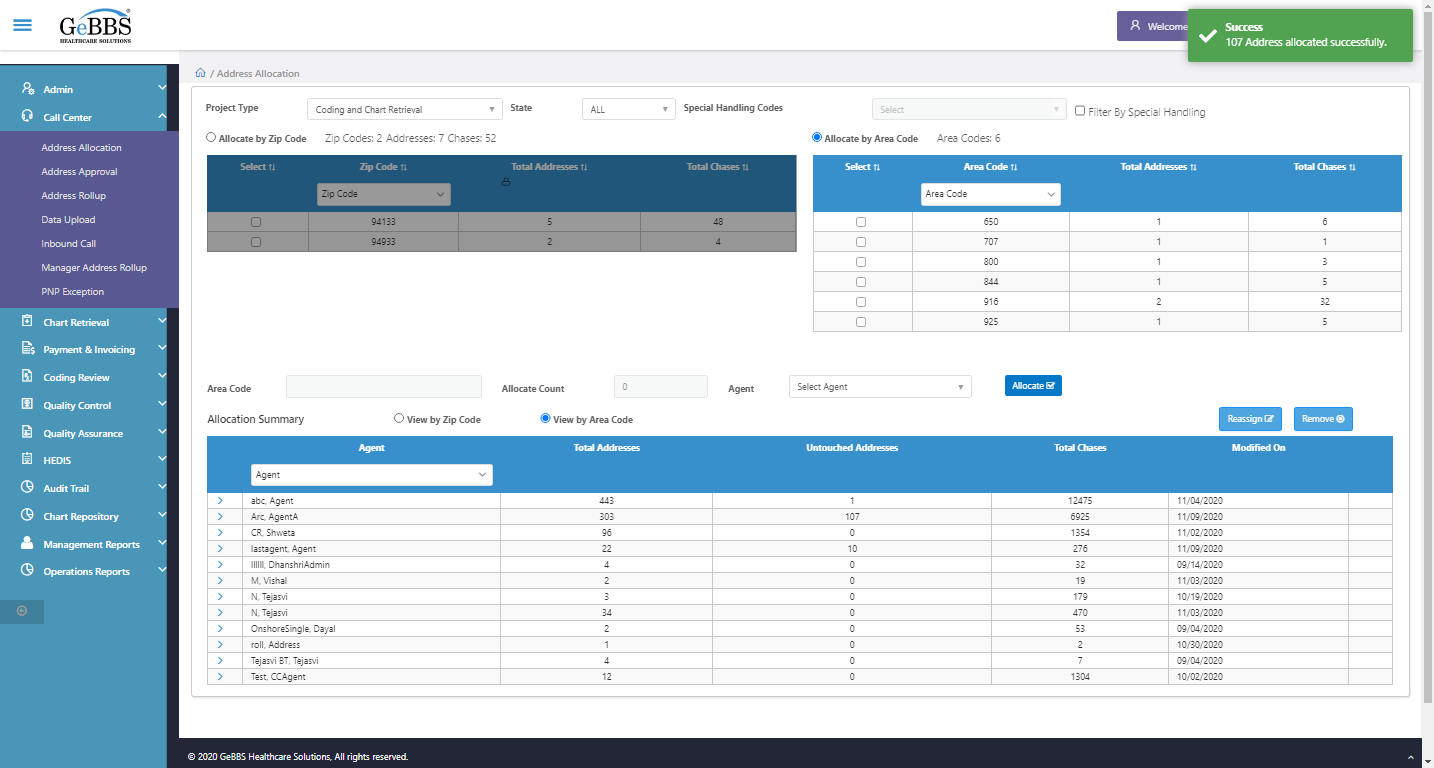 GeBBS
HEALTHCARE SOLUTIONS
Welcome
Success
107 Address allocated successfully.
Admin
Call Center
Address Allocation
Address Approval
Address Rollup
Data Upload
Inbound Call
Manager Address Rollup
PNP Exception
Chart Retrieval
Payment & Invoicing
Coding Review
Quality Control
Quality Assurance
HEDIS
Audit Trail
Chart Repository
Management Reports
Operations Reports
/ Address Allocation
Project Type Coding and Chart Retrieval State ALL Special Handling Codes Select Filter By Special Handling
Allocate by Zip Code Zip Codes: 2 Addresses: 7 Chases: 52
Select Zip Code Total Addresses Total Chases
Zip Code
94133 5 48
94933 2 4
Allocate by Area Code Area Codes: 6
Select Area Code Total Addresses Total Chases
Area Code
650 1 6
707 1 1
800 1 3
844 1 5
916 2 32
925 1 5
Area Code Allocate Count 0 Agent Select Agent Allocate
Allocation Summary View by Zip Code View by Area Code Reassign Remove
Agent Total Addresses Untouched Addresses Total Chases Modified On
Agent
abc, Agent 443 1 12475 11/04/2020
Arc, AgentA 303 107 6925 11/09/2020
CR, Shweta 96 0 1354 11/02/2020
lastagent, Agent 22 10 276 11/09/2020
llllll, DhanshriAdmin 4 0 32 09/14/2020
M, Vishal 2 0 19 11/03/2020
N, Tejasvi 3 0 179 10/19/2020
N, Tejasvi 34 0 470 11/03/2020
OnshoreSingle, Dayal 2 0 53 09/04/2020
roll, Address 1 0 2 10/30/2020
Tejasvi BT, Tejasvi 4 0 7 09/04/2020
Test, CCAgent 12 0 1304 10/02/2020
© 2020 GeBBS Healthcare Solutions, All rights reserved.